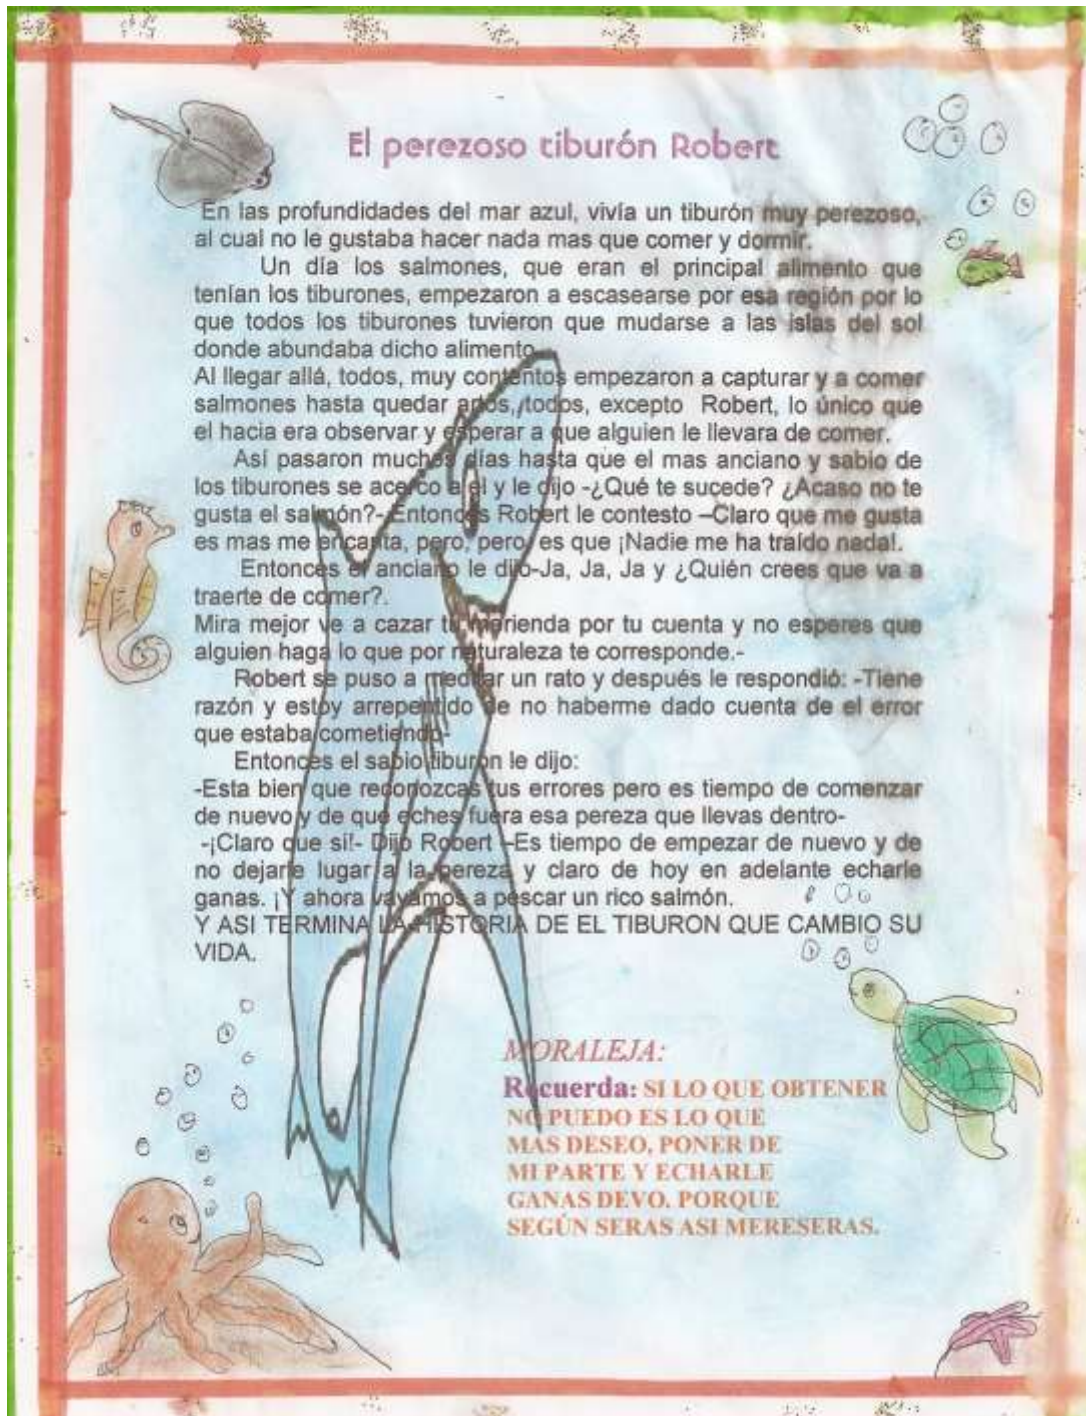 El perezoso tiburón Robert
En las profundidades del mar azul, vivía un tiburón muy perezoso,
al cual no le gustaba hacer nada mas que comer y dormir.
Un día los salmones, que eran el principal alimento que
tenían los tiburones, empezaron a escasearse por esa región por lo
que todos los tiburones tuvieron que mudarse a las islas del sol
donde abundaba dicho alimento.
Al llegar allá, todos, muy contentos empezaron a capturar y a comer
salmones hasta quedar artos, todos, excepto Robert, lo único que
el hacia era observar y esperar a que alguien le llevara de comer.
Así pasaron muchos días hasta que el mas anciano y sabio de
los tiburones se acerco a el y le dijo -¿Qué te sucede? ¿Acaso no te
gusta el salmón?- Entonces Robert le contesto –Claro que me gusta
es mas me encanta, pero, pero, es que ¡Nadie me ha traído nada!.
Entonces el anciano le dijo-Ja, Ja, Ja y ¿Quién crees que va a
traerte de comer?.
Mira mejor ve a cazar tu merienda por tu cuenta y no esperes que
alguien haga lo que por naturaleza te corresponde.-
Robert se puso a meditar un rato y después le respondió: -Tiene
razón y estoy arrepentido de no haberme dado cuenta de el error
que estaba cometiendo-
Entonces el sabio tiburon le dijo:
-Esta bien que reconozcas tus errores pero es tiempo de comenzar
de nuevo y de que eches fuera esa pereza que llevas dentro-
-¡Claro que si!- Dijo Robert –Es tiempo de empezar de nuevo y de
no dejarle lugar a la pereza y claro de hoy en adelante echarle
ganas. ¡Y ahora vayamos a pescar un rico salmón.
Y ASI TERMINA LA HISTORIA DE EL TIBURON QUE CAMBIO SU
VIDA.
MORALEJA:
Recuerda: SI LO QUE OBTENER
NO PUEDO ES LO QUE
MAS DESEO, PONER DE
MI PARTE Y ECHARLE
GANAS DEVO. PORQUE
SEGÚN SERAS ASI MERESERAS.